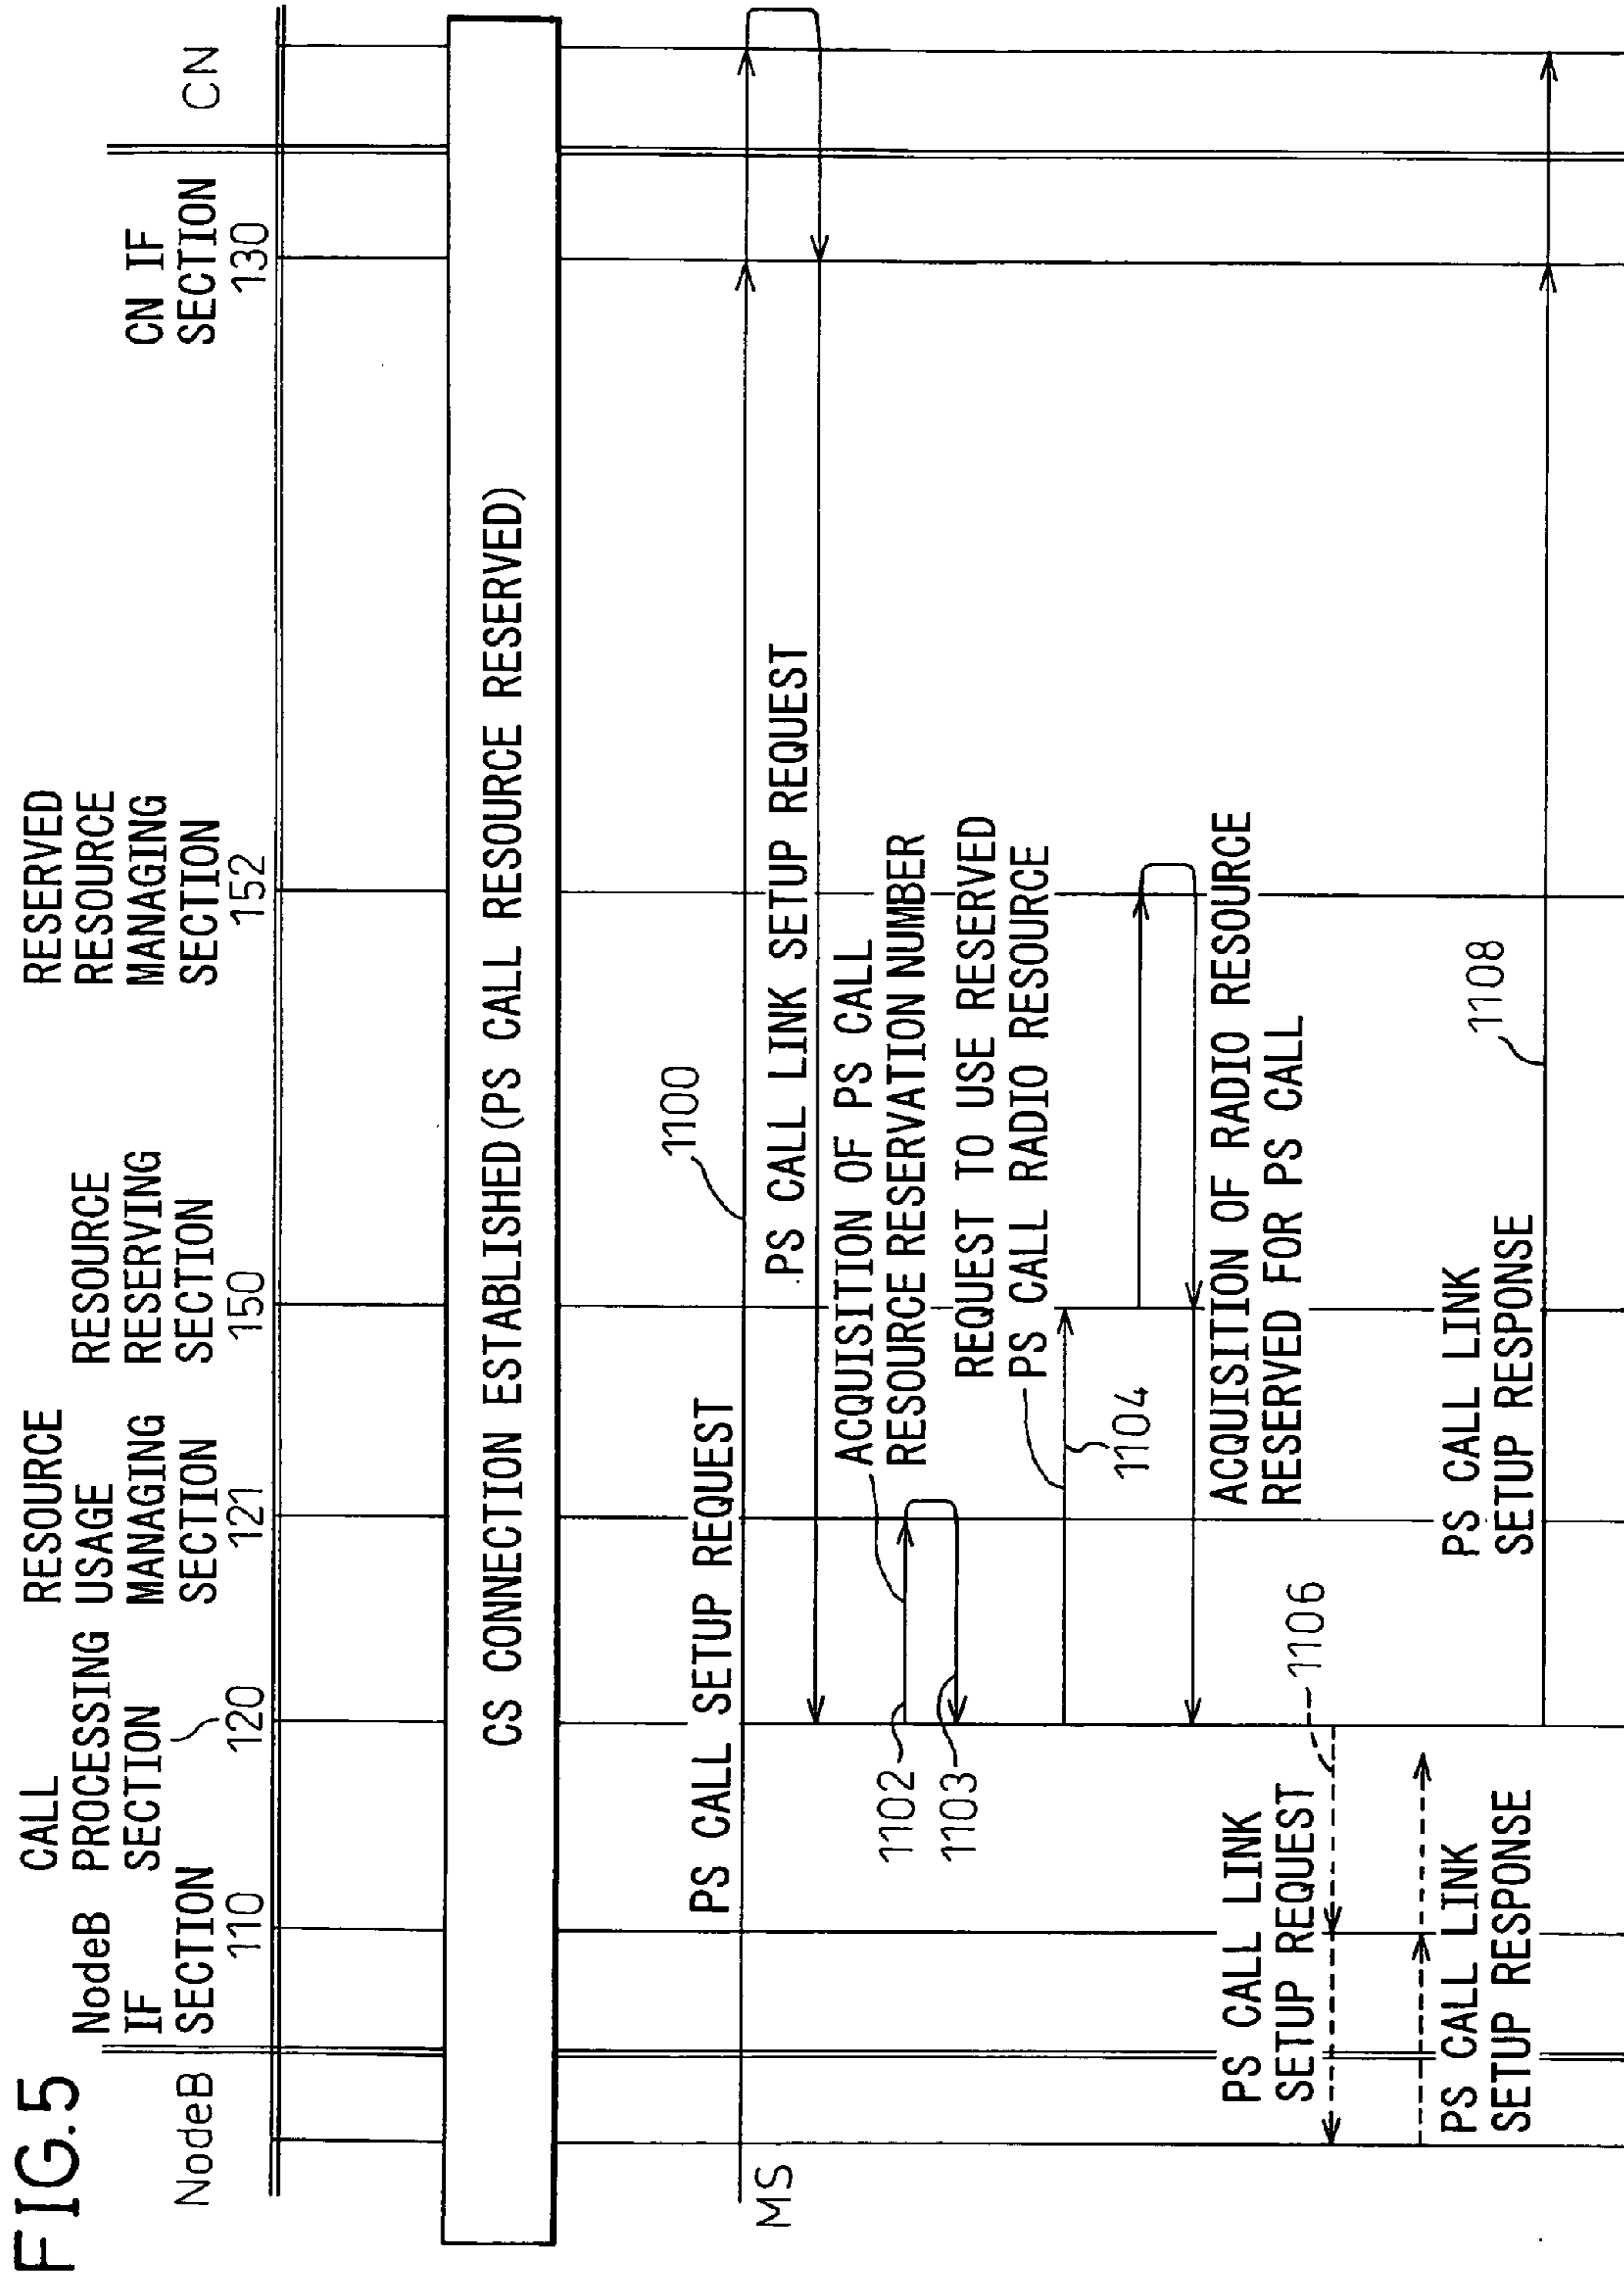 FIG.5
NodeB
NodeB
IF
SECTION
110
CALL
PROCESSING
SECTION
120
RESOURCE
USAGE
MANAGING
SECTION
121
RESOURCE
RESERVING
SECTION
150
RESERVED
RESOURCE
MANAGING
SECTION
152
CN IF
SECTION
130
CN
CS CONNECTION ESTABLISHED(PS CALL RESOURCE RESERVED)
MS
PS CALL SETUP REQUEST
1100
PS CALL LINK SETUP REQUEST
1102
1103
ACQUISITION OF PS CALL
RESOURCE RESERVATION NUMBER
REQUEST TO USE RESERVED
PS CALL RADIO RESOURCE
1104
ACQUISITION OF RADIO RESOURCE
RESERVED FOR PS CALL
PS CALL LINK
SETUP REQUEST
1106
PS CALL LINK
SETUP RESPONSE
PS CALL LINK
SETUP RESPONSE
1108